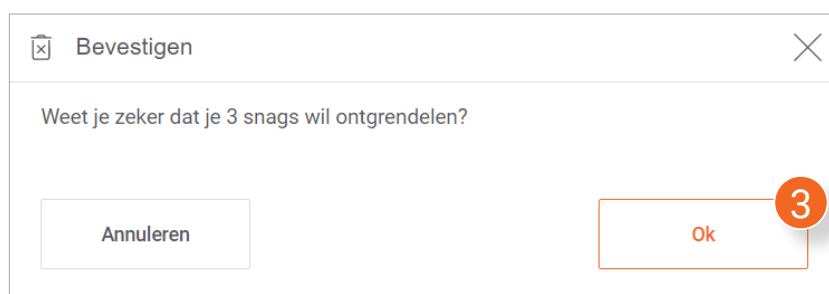 Bevestigen
Weet je zeker dat je 3 snags wil ontgrendelen?
3
Annuleren
Ok